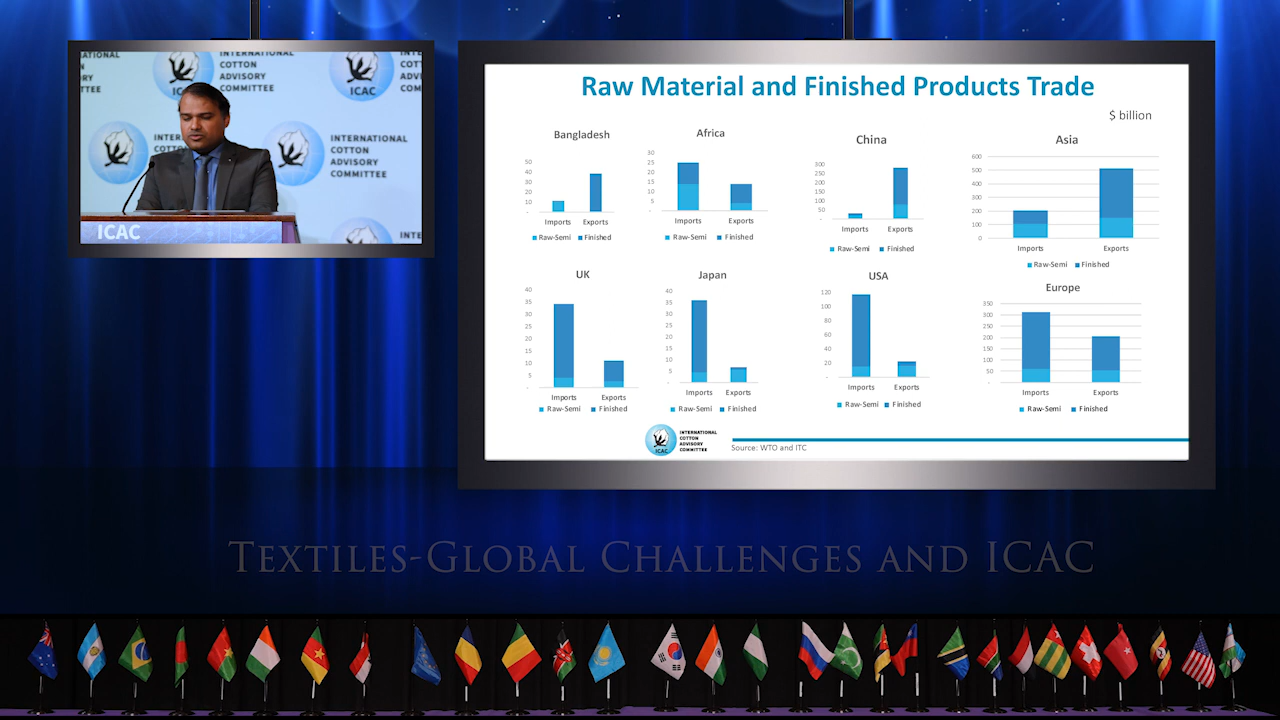 ATIONAL
INTERNATIONAL
COTTON
ADVISORY
COMMITTEE
ICAC
INTERNATIONAL
COTTON
ADVISORY
COMMITTEE
ICAC
Raw Material and Finished Products Trade
$ billion
Bangladesh
50
40
30
20
10
-
Imports Exports
Raw-Semi Finished
Africa
30
25
20
15
10
5
-
Imports Exports
Raw-Semi Finished
China
300
250
200
150
100
50
-
Imports Exports
Raw-Semi Finished
Asia
600
500
400
300
200
100
0
Imports Exports
Raw-Semi Finished
UK
40
35
30
25
20
15
10
5
-
Imports Exports
Raw-Semi Finished
Japan
40
35
30
25
20
15
10
5
-
Imports Exports
Raw-Semi Finished
USA
120
100
80
60
40
20
-
Imports Exports
Raw-Semi Finished
Europe
350
300
250
200
150
100
50
-
Imports Exports
Raw-Semi Finished
ICAC
INTERNATIONAL
COTTON
ADVISORY
COMMITTEE
Source: WTO and ITC
Textiles-Global Challenges and ICAC